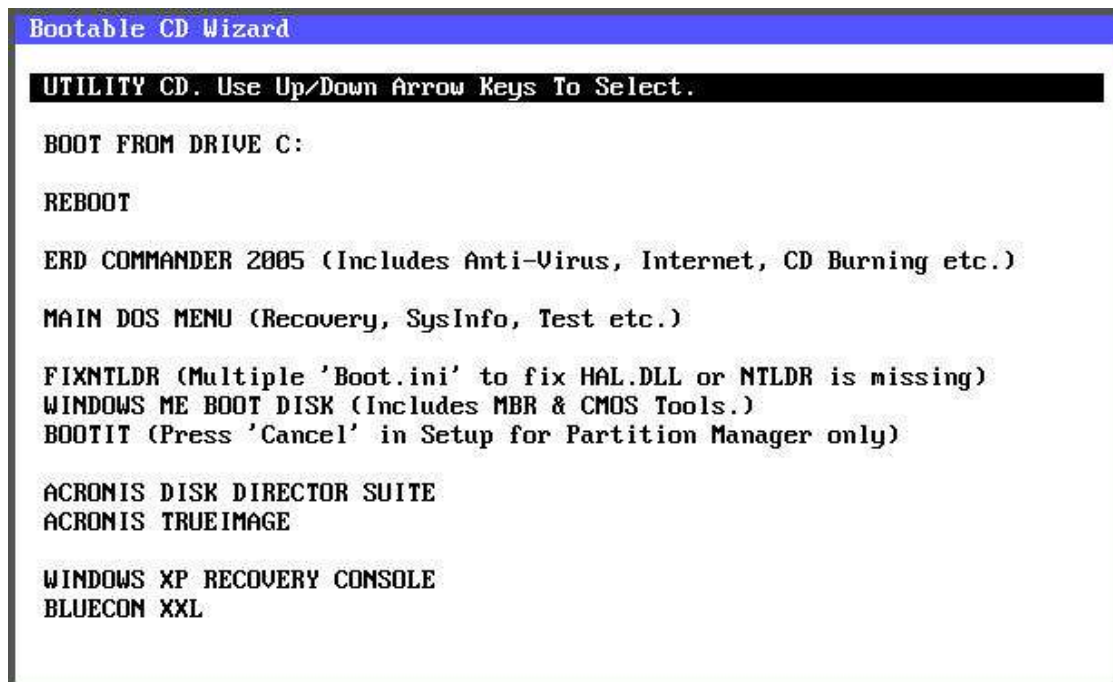 Bootable CD Wizard
UTILITY CD. Use Up/Down Arrow Keys To Select.
BOOT FROM DRIVE C:
REBOOT
ERD COMMANDER 2005 (Includes Anti-Virus, Internet, CD Burning etc.)
MAIN DOS MENU (Recovery, SysInfo, Test etc.)
FIXNTLDR (Multiple 'Boot.ini' to fix HAL.DLL or NTLDR is missing)
WINDOWS ME BOOT DISK (Includes MBR & CMOS Tools.)
BOOTIT (Press 'Cancel' in Setup for Partition Manager only)
ACRONIS DISK DIRECTOR SUITE
ACRONIS TRUEIMAGE
WINDOWS XP RECOVERY CONSOLE
BLUECON XXL